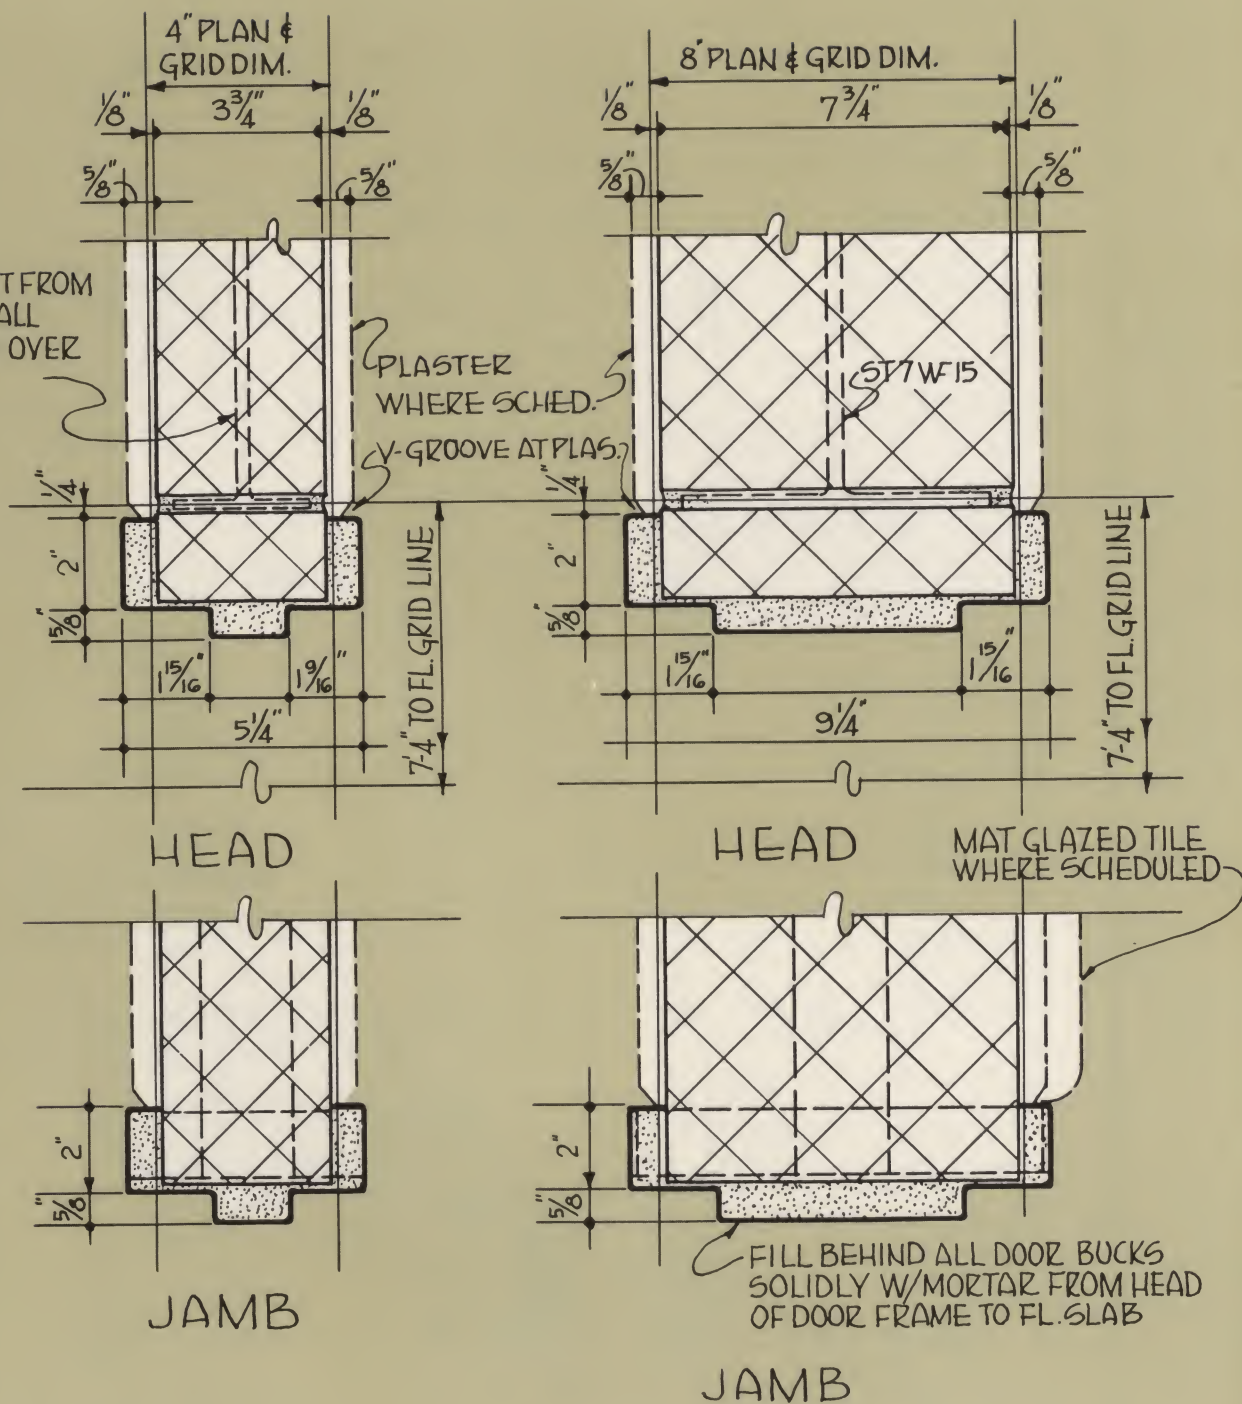 4" PLAN &
GRID DIM.
1/8"
3 3/4"
1/8"
5/8"
5/8"
T FROM
ALL
OVER
PLASTER
WHERE SCHED.
V-GROOVE AT PLAS.
1/4"
2"
5/8"
1 15/16"
1 9/16"
5 1/4"
7'-4" TO FL. GRID LINE
HEAD
8" PLAN & GRID DIM.
1/8"
7 3/4"
1/8"
5/8"
5/8"
ST 7 WF 15
1/4"
2"
5/8"
1 15/16"
1 15/16"
9 1/4"
7'-4" TO FL. GRID LINE
HEAD
MAT GLAZED TILE
WHERE SCHEDULED
2"
5/8"
JAMB
2"
5/8"
FILL BEHIND ALL DOOR BUCKS
SOLIDLY W/MORTAR FROM HEAD
OF DOOR FRAME TO FL. SLAB
JAMB